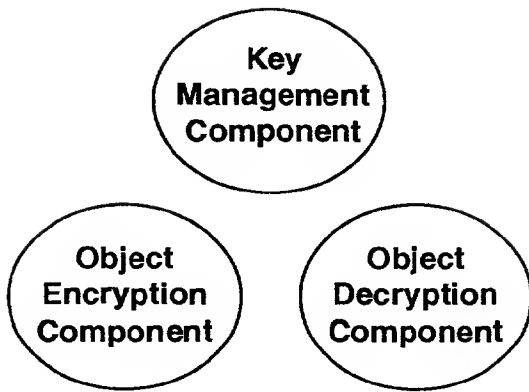 Key
Management
Component
Object
Encryption
Component
Object
Decryption
Component